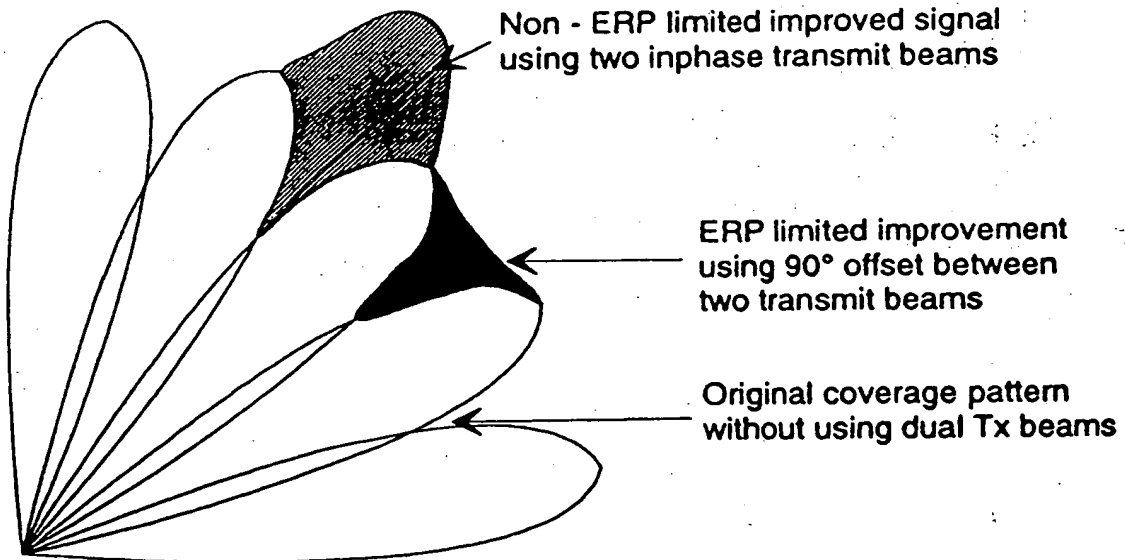 Non - ERP limited improved signal
using two inphase transmit beams
ERP limited improvement
using 90° offset between
two transmit beams
Original coverage pattern
without using dual Tx beams